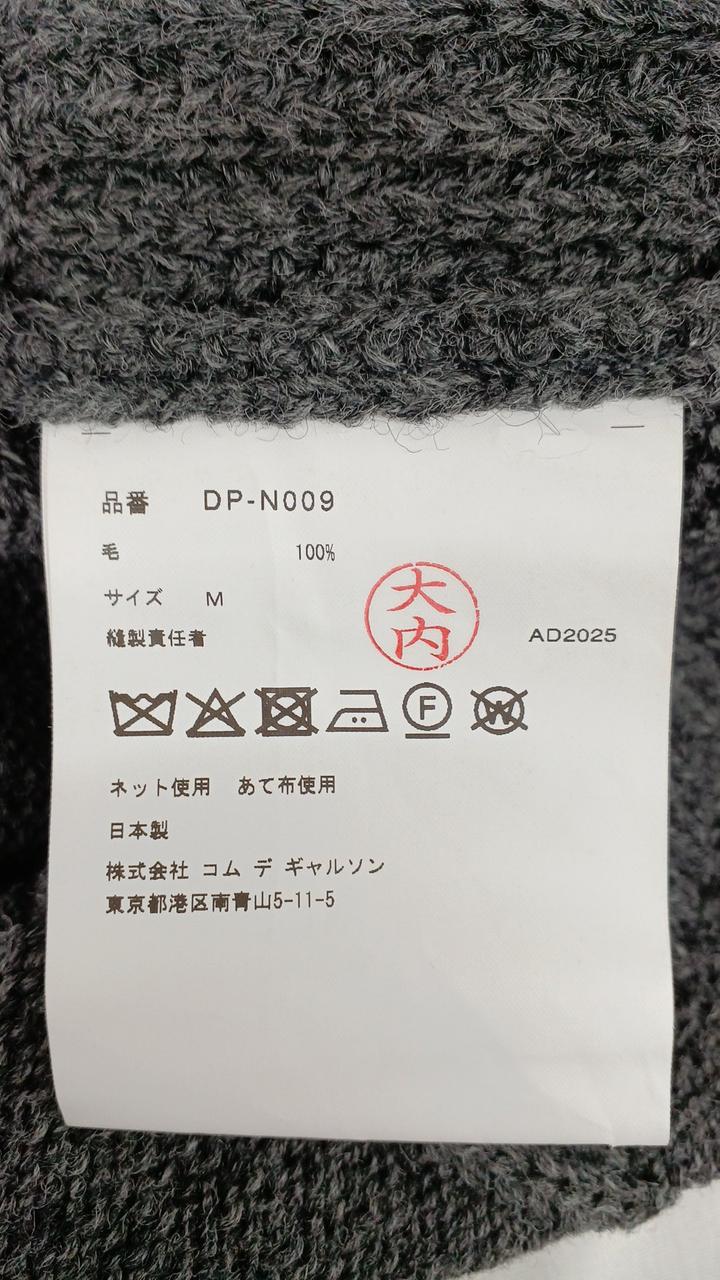 品番 DP-N009
毛 100%
サイズ M
縫製責任者 大内 AD2025
F W
ネット使用 あて布使用
日本製
株式会社 コム デ ギャルソン
東京都港区南青山5-11-5